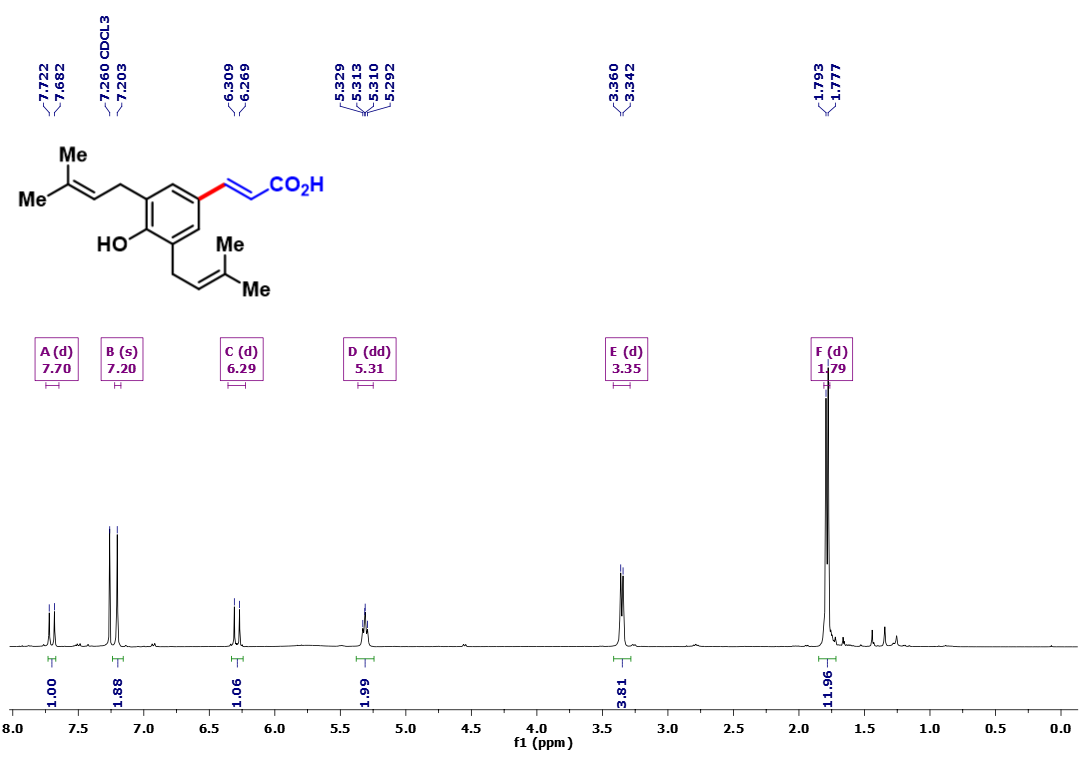 7.722
7.682
7.260 CDCL3
7.203
6.309
6.269
5.329
5.313
5.310
5.292
3.360
3.342
1.793
1.777
Me
Me
CO2H
HO
Me
Me
A (d)
7.70
B (s)
7.20
C (d)
6.29
D (dd)
5.31
E (d)
3.35
F (d)
1.79
1.00
1.88
1.06
1.99
3.81
11.96
8.0 7.5 7.0 6.5 6.0 5.5 5.0 4.5 4.0 3.5 3.0 2.5 2.0 1.5 1.0 0.5 0.0
f1 (ppm)